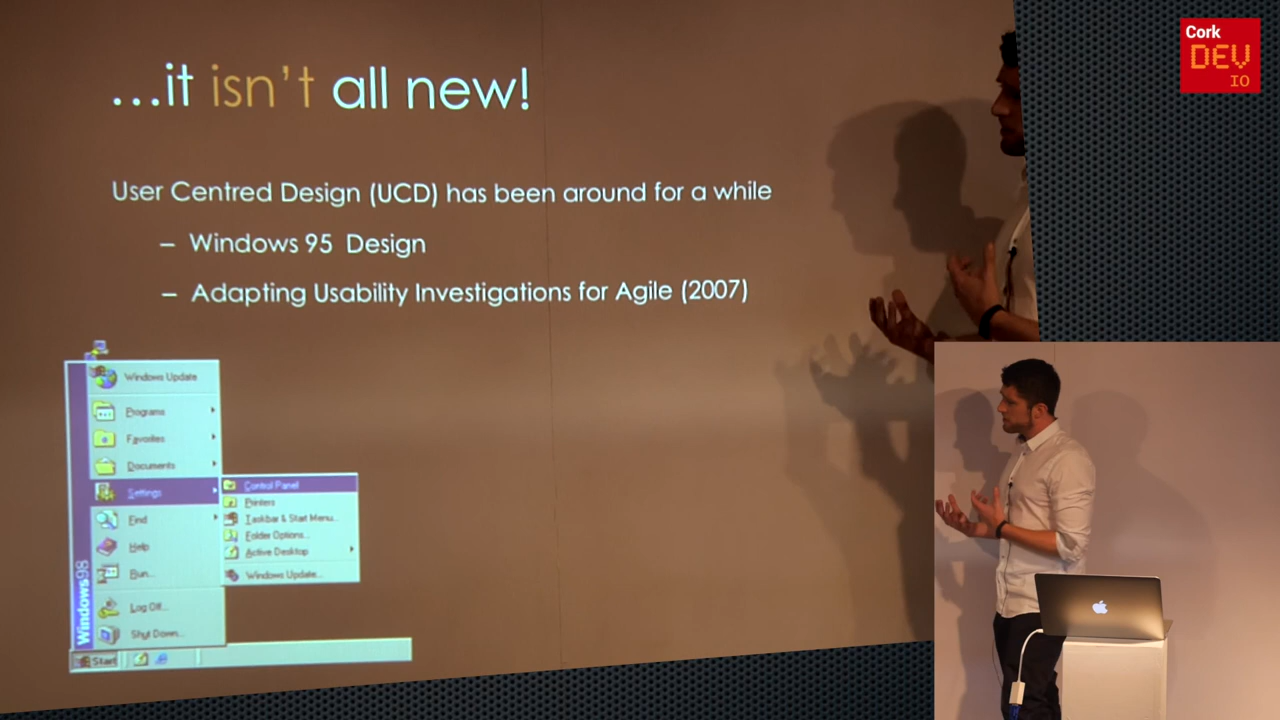 Cork
DEV
IO
...it isn't all new!
User Centred Design (UCD) has been around for a while
– Windows 95 Design
– Adapting Usability Investigations for Agile (2007)
Windows Update
Programs
Favorites
Documents
Settings
Find
Help
Run...
Log Off...
Shut Down...
Windows98
Control Panel
Printers
Taskbar & Start Menu...
Folder Options...
Active Desktop
Windows Update...
Start